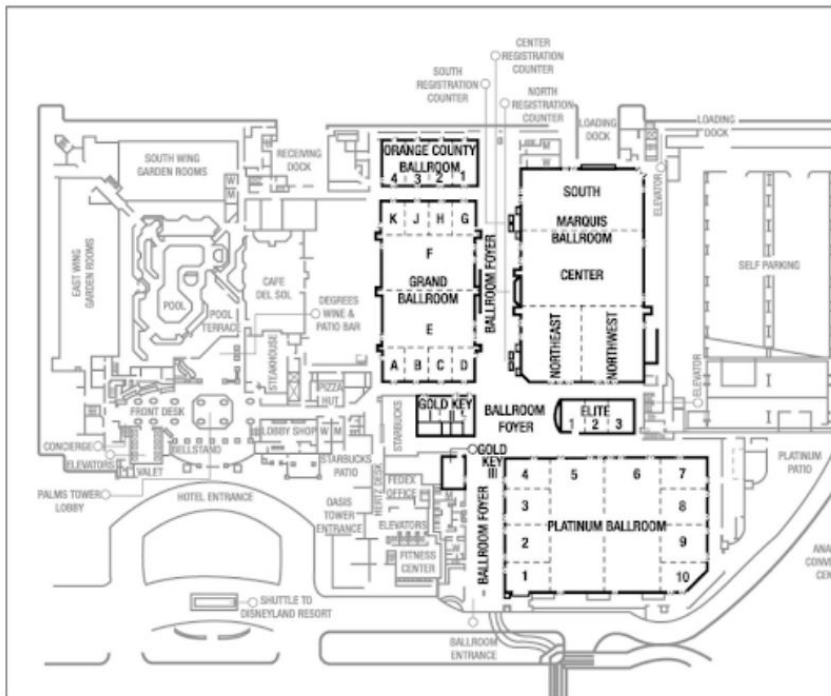 CENTER
REGISTRATION
COUNTER
SOUTH
REGISTRATION
COUNTER
NORTH
REGISTRATION
COUNTER
LOADING
DOCK
LOADING
DOCK
SOUTH WING
GARDEN ROOMS
W
M
RECEIVING
DOCK
ORANGE COUNTY
BALLROOM
4 3 2 1
M
W
ELEVATOR
EAST WING
GARDEN ROOMS
POOL
POOL
TERRACE
CAFE
DEL SOL
DEGREES
WINE &
PATIO BAR
STEAKHOUSE
PIZZA
HUT
K J H G
F
GRAND
BALLROOM
E
A B C D
BALLROOM FOYER
SOUTH
MARQUIS
BALLROOM
CENTER
NORTHEAST
NORTHWEST
SELF PARKING
ELEVATOR
FRONT DESK
CONCIERGE
ELEVATORS
VALET
BELLSTAND
LOBBY SHOP
W M
STARBUCKS
STARBUCKS
PATIO
PALMS TOWER
LOBBY
HOTEL ENTRANCE
GOLD KEY
BALLROOM
FOYER
ELITE
1 2 3
GOLD
KEY
III
HERTZ DESK
FEDEX
OFFICE
OASIS
TOWER
ENTRANCE
ELEVATORS
FITNESS
CENTER
BALLROOM FOYER
4 5 6 7
3 8
PLATINUM BALLROOM
2 9
1 10
PLATINUM
PATIO
ANA
CONVE
CEN
SHUTTLE TO
DISNEYLAND RESORT
BALLROOM
ENTRANCE